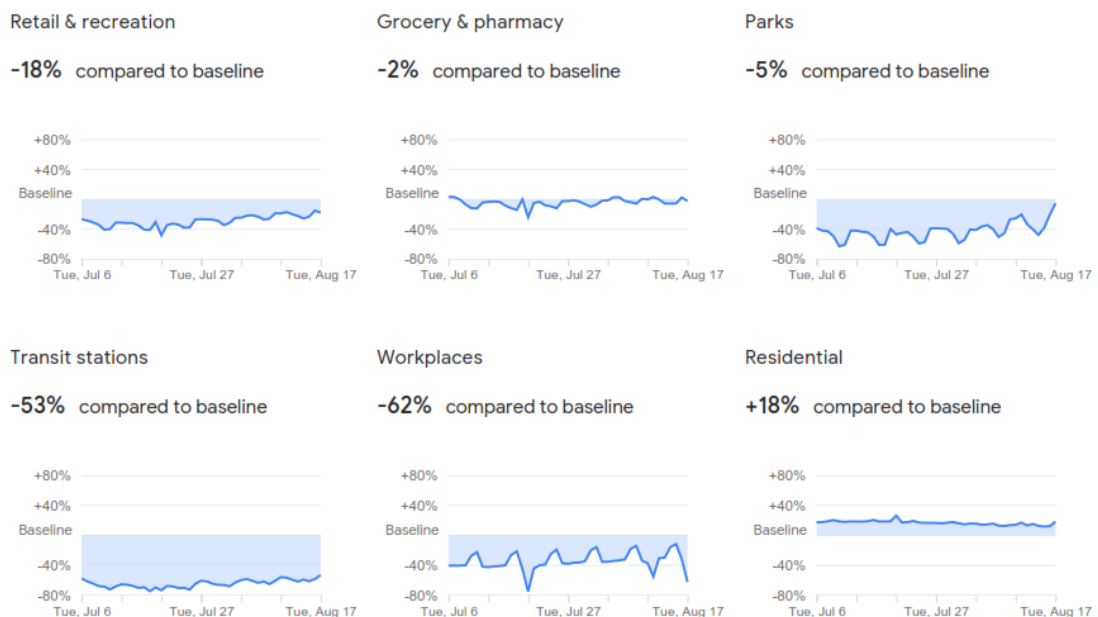 Retail & recreation
-18% compared to baseline
+80%
+40%
Baseline
-40%
-80%
Tue, Jul 6 Tue, Jul 27 Tue, Aug 17
Grocery & pharmacy
-2% compared to baseline
+80%
+40%
Baseline
-40%
-80%
Tue, Jul 6 Tue, Jul 27 Tue, Aug 17
Parks
-5% compared to baseline
+80%
+40%
Baseline
-40%
-80%
Tue, Jul 6 Tue, Jul 27 Tue, Aug 17
Transit stations
-53% compared to baseline
+80%
+40%
Baseline
-40%
-80%
Tue, Jul 6 Tue, Jul 27 Tue, Aug 17
Workplaces
-62% compared to baseline
+80%
+40%
Baseline
-40%
-80%
Tue, Jul 6 Tue, Jul 27 Tue, Aug 17
Residential
+18% compared to baseline
+80%
+40%
Baseline
-40%
-80%
Tue, Jul 6 Tue, Jul 27 Tue, Aug 17